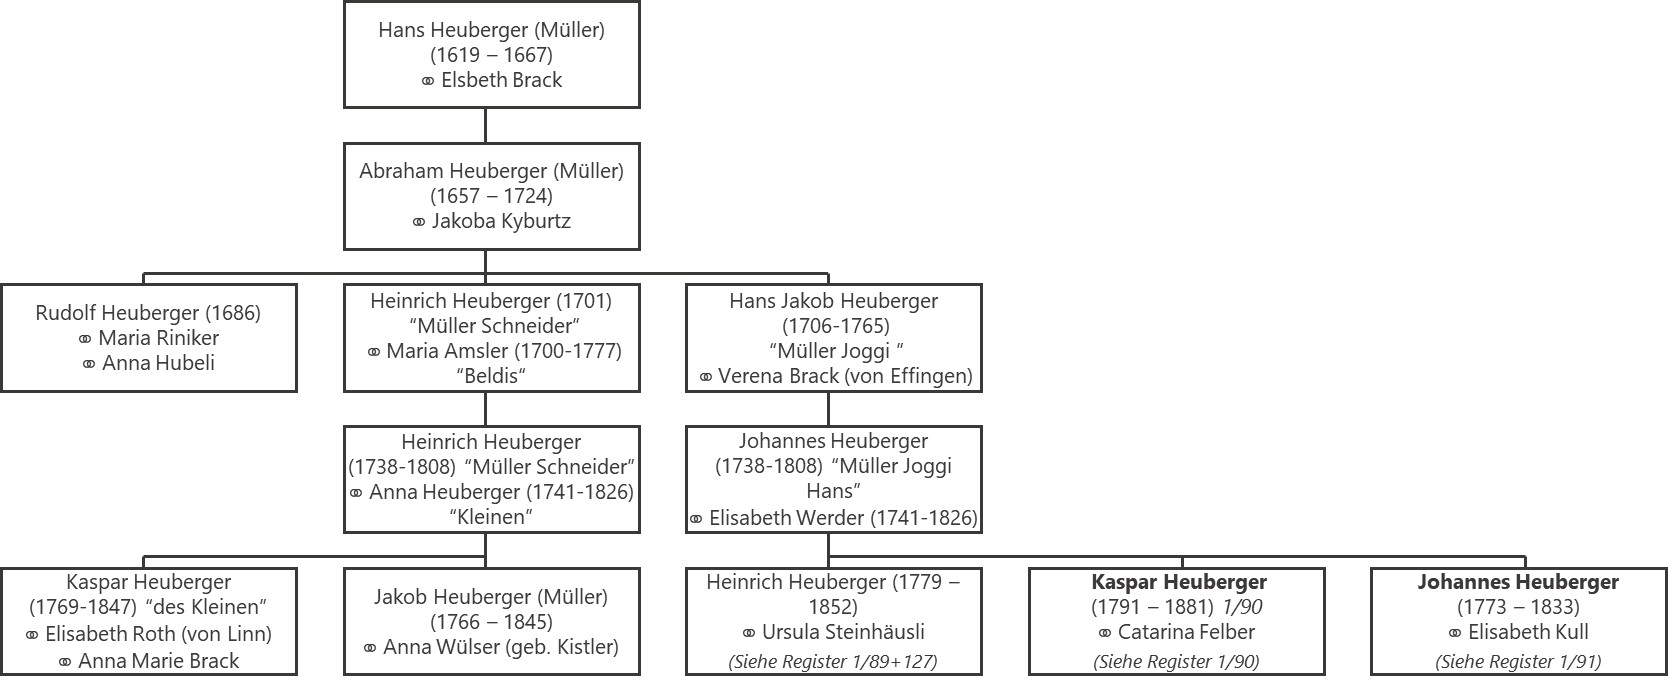 Hans Heuberger (Müller)
(1619 – 1667)
⚭ Elsbeth Brack
Abraham Heuberger (Müller)
(1657 – 1724)
⚭ Jakoba Kyburtz
Rudolf Heuberger (1686)
⚭ Maria Riniker
⚭ Anna Hubeli
Heinrich Heuberger (1701)
“Müller Schneider”
⚭ Maria Amsler (1700-1777)
“Beldis“
Hans Jakob Heuberger
(1706-1765)
“Müller Joggi ”
⚭ Verena Brack (von Effingen)
Heinrich Heuberger
(1738-1808) “Müller Schneider”
⚭ Anna Heuberger (1741-1826)
“Kleinen”
Johannes Heuberger
(1738-1808) “Müller Joggi
Hans”
⚭ Elisabeth Werder (1741-1826)
Kaspar Heuberger
(1769-1847) “des Kleinen”
⚭ Elisabeth Roth (von Linn)
⚭ Anna Marie Brack
Jakob Heuberger (Müller)
(1766 – 1845)
⚭ Anna Wülser (geb. Kistler)
Heinrich Heuberger (1779 –
1852)
⚭ Ursula Steinhäusli
(Siehe Register 1/89+127)
Kaspar Heuberger
(1791 – 1881) 1/90
⚭ Catarina Felber
(Siehe Register 1/90)
Johannes Heuberger
(1773 – 1833)
⚭ Elisabeth Kull
(Siehe Register 1/91)